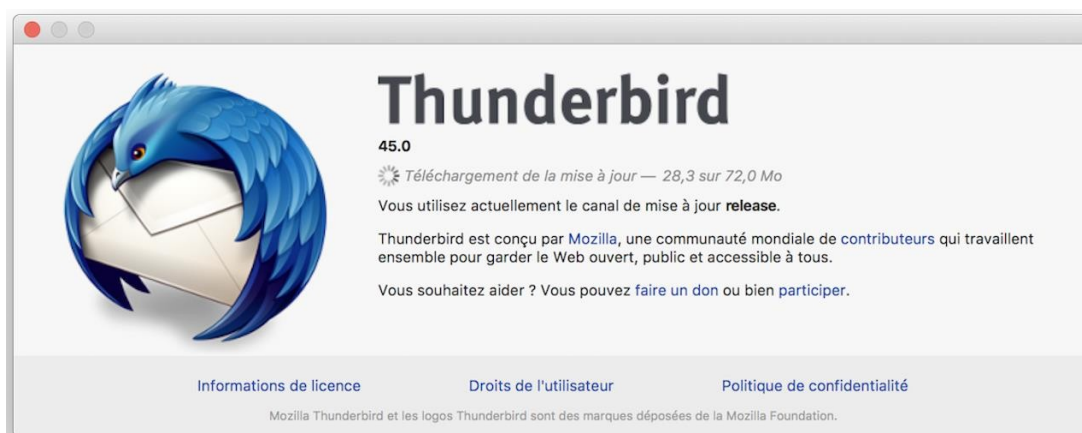 Thunderbird
45.0
Téléchargement de la mise à jour — 28,3 sur 72,0 Mo
Vous utilisez actuellement le canal de mise à jour release.
Thunderbird est conçu par Mozilla, une communauté mondiale de contributeurs qui travaillent
ensemble pour garder le Web ouvert, public et accessible à tous.
Vous souhaitez aider ? Vous pouvez faire un don ou bien participer.
Informations de licence Droits de l'utilisateur Politique de confidentialité
Mozilla Thunderbird et les logos Thunderbird sont des marques déposées de la Mozilla Foundation.